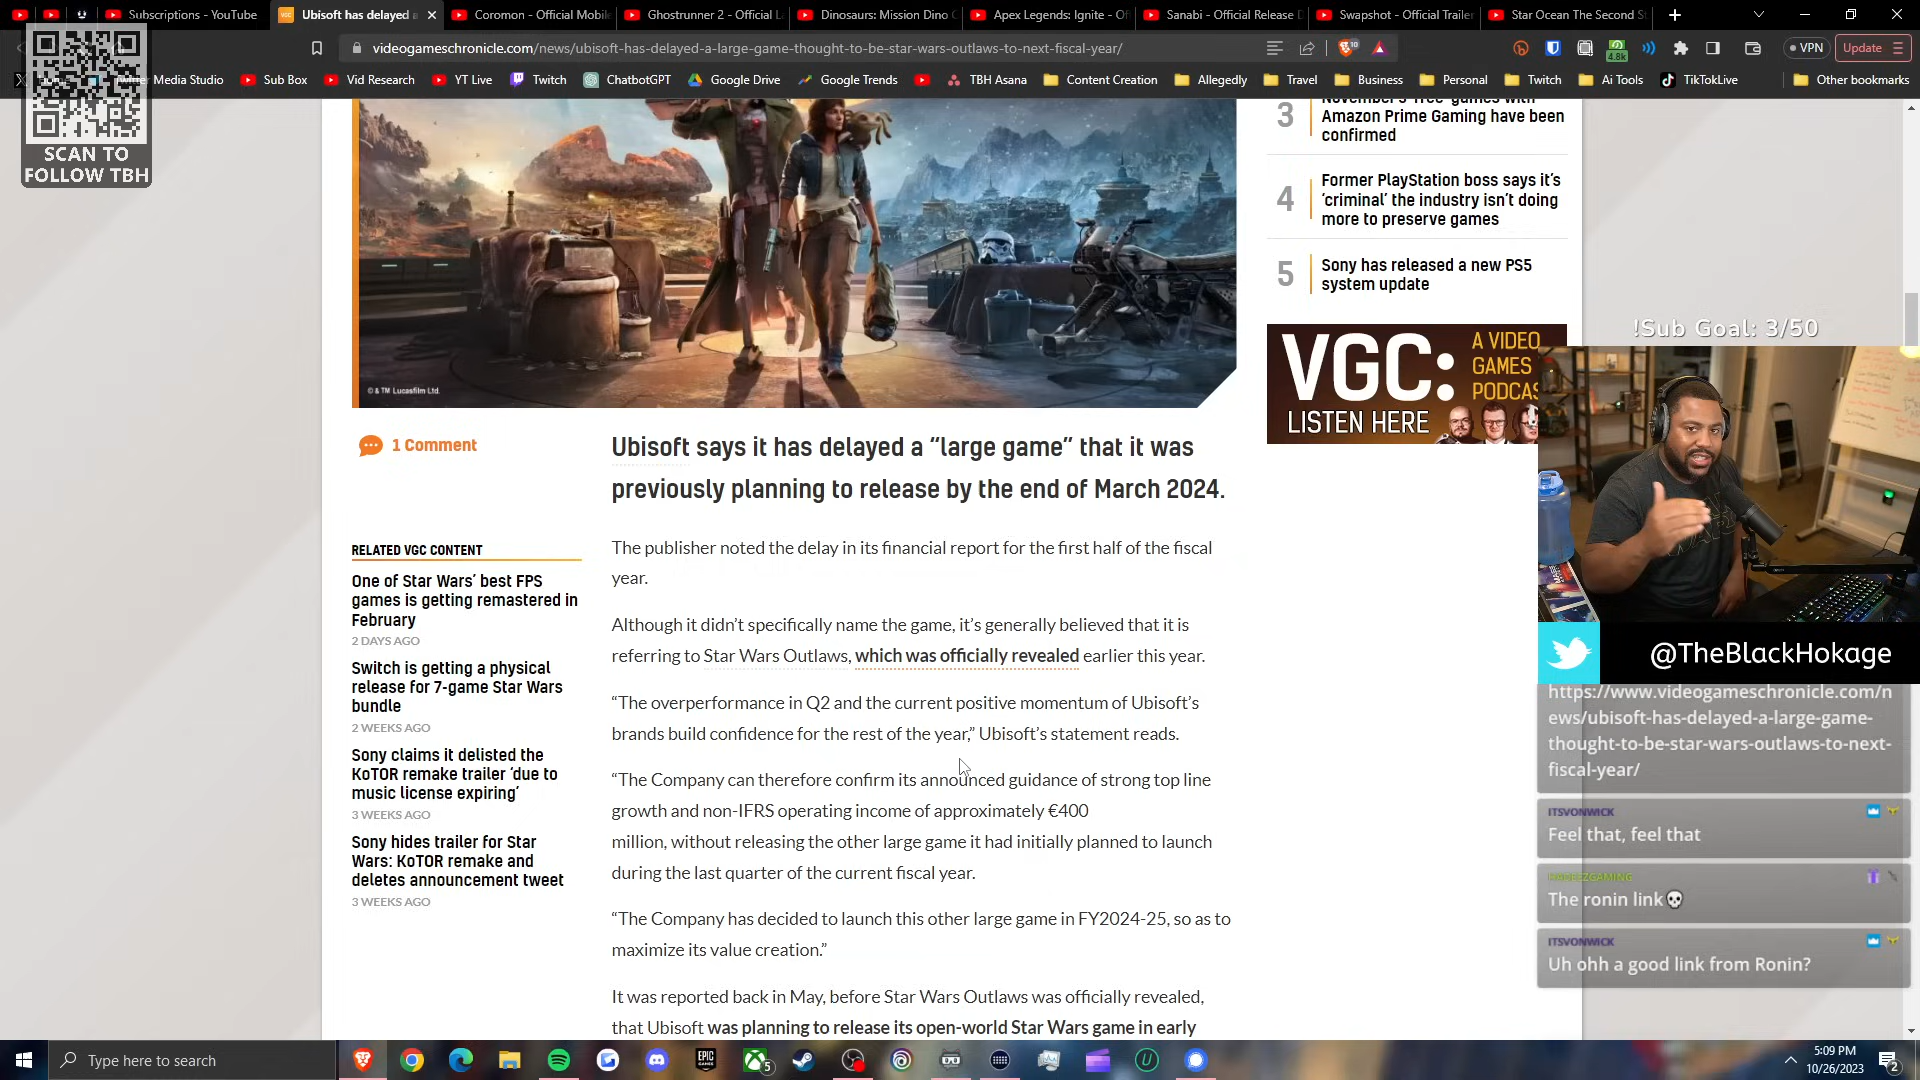 Subscriptions - YouTube
Ubisoft has delayed a
Coromon - Official Mobile
Ghostrunner 2 - Official L
Dinosaurs: Mission Dino C
Apex Legends: Ignite - Of
Sanabi - Official Release D
Swapshot - Official Trailer
Star Ocean The Second S
videogameschronicle.com/news/ubisoft-has-delayed-a-large-game-thought-to-be-star-wars-outlaws-to-next-fiscal-year/
10
4.8k
VPN
Update
Twitter Media Studio
Sub Box
Vid Research
YT Live
Twitch
ChatbotGPT
Google Drive
Google Trends
TBH Asana
Content Creation
Allegedly
Travel
Business
Personal
Twitch
Ai Tools
TikTokLive
Other bookmarks
SCAN TO
FOLLOW TBH
© & TM Lucasfilm Ltd.
3
November's 'free' games with
Amazon Prime Gaming have been
confirmed
4
Former PlayStation boss says it's
'criminal' the industry isn't doing
more to preserve games
5
Sony has released a new PS5
system update
VGC:
A VIDEO
GAMES
PODCAS
LISTEN HERE
!Sub Goal: 3/50
1 Comment
Ubisoft says it has delayed a “large game” that it was
previously planning to release by the end of March 2024.
The publisher noted the delay in its financial report for the first half of the fiscal
year.
Although it didn’t specifically name the game, it’s generally believed that it is
referring to Star Wars Outlaws, which was officially revealed earlier this year.
“The overperformance in Q2 and the current positive momentum of Ubisoft’s
brands build confidence for the rest of the year,” Ubisoft’s statement reads.
“The Company can therefore confirm its announced guidance of strong top line
growth and non-IFRS operating income of approximately €400
million, without releasing the other large game it had initially planned to launch
during the last quarter of the current fiscal year.
“The Company has decided to launch this other large game in FY2024-25, so as to
maximize its value creation.”
It was reported back in May, before Star Wars Outlaws was officially revealed,
that Ubisoft was planning to release its open-world Star Wars game in early
RELATED VGC CONTENT
One of Star Wars’ best FPS
games is getting remastered in
February
2 DAYS AGO
Switch is getting a physical
release for 7-game Star Wars
bundle
2 WEEKS AGO
Sony claims it delisted the
KoTOR remake trailer ‘due to
music license expiring’
3 WEEKS AGO
Sony hides trailer for Star
Wars: KoTOR remake and
deletes announcement tweet
3 WEEKS AGO
@TheBlackHokage
https://www.videogameschronicle.com/n
ews/ubisoft-has-delayed-a-large-game-
thought-to-be-star-wars-outlaws-to-next-
fiscal-year/
ITSVONWICK
Feel that, feel that
The ronin link
ITSVONWICK
Uh ohh a good link from Ronin?
Type here to search
EPIC
GAMES
5
5:09 PM
10/26/2023
2